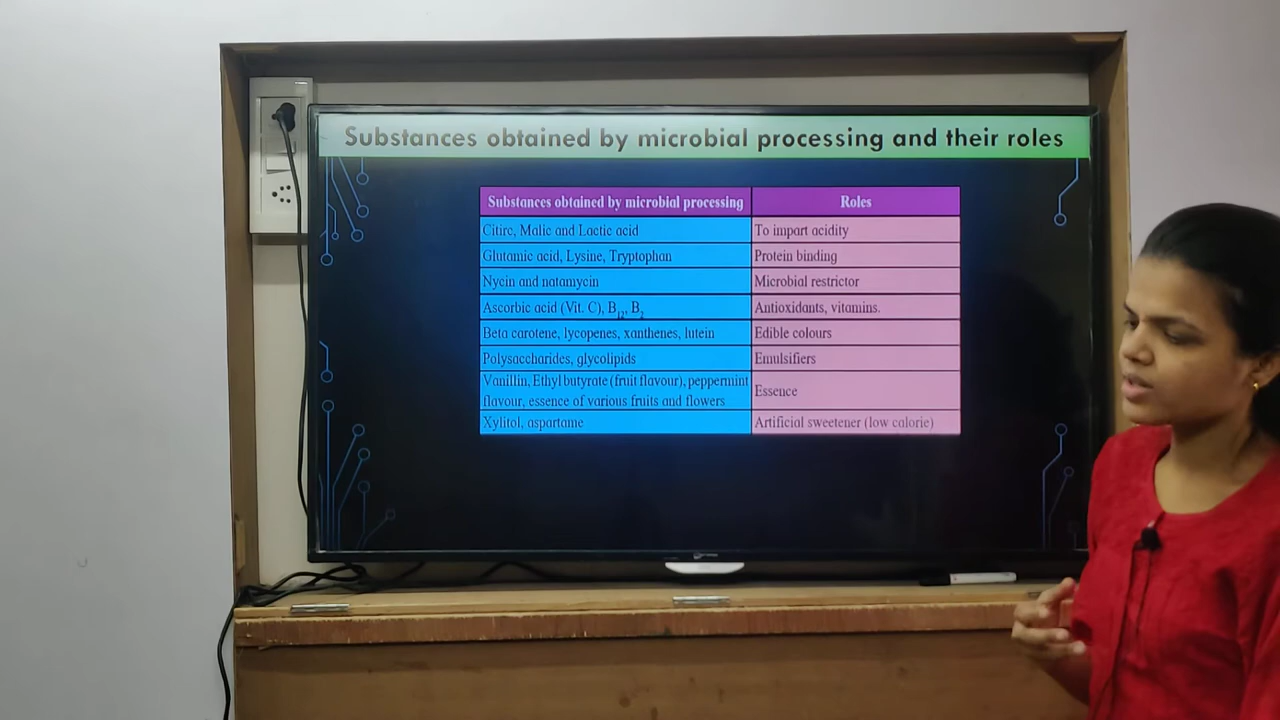 Substances obtained by microbial processing and their roles
Substances obtained by microbial processing Roles
Citirc, Malic and Lactic acid To impart acidity
Glutamic acid, Lysine, Tryptophan Protein binding
Nycin and natamycin Microbial restrictor
Ascorbic acid (Vit. C), B12, B2 Antioxidants, vitamins.
Beta carotene, lycopenes, xanthenes, lutein Edible colours
Polysaccharides, glycolipids Emulsifiers
Vanillin, Ethyl butyrate (fruit flavour), peppermint
flavour, essence of various fruits and flowers Essence
Xylitol, aspartame Artificial sweetener (low calorie)